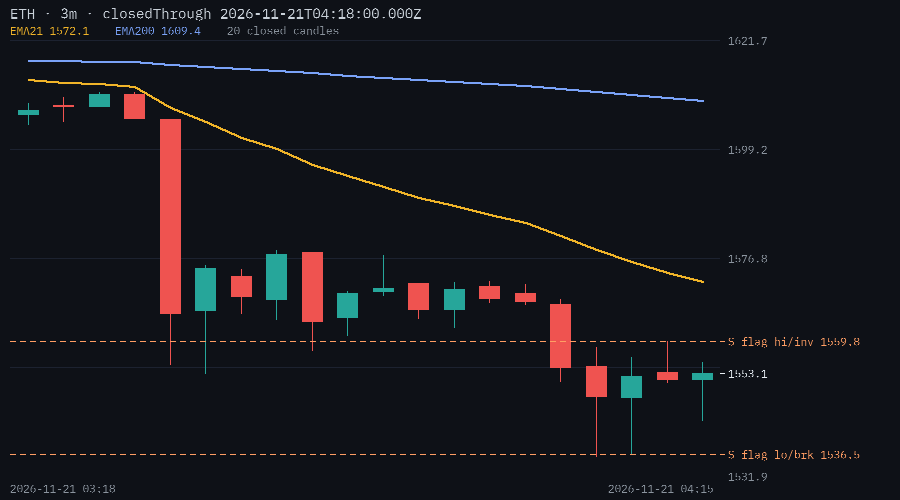 ETH · 3m · closedThrough 2026-11-21T04:18:00.000Z
EMA21 1572.1 EMA200 1609.4 20 closed candles
1621.7
1599.2
1576.8
S flag hi/inv 1559.8
1553.1
S flag lo/brk 1536.5
1531.9
2026-11-21 03:18 2026-11-21 04:15